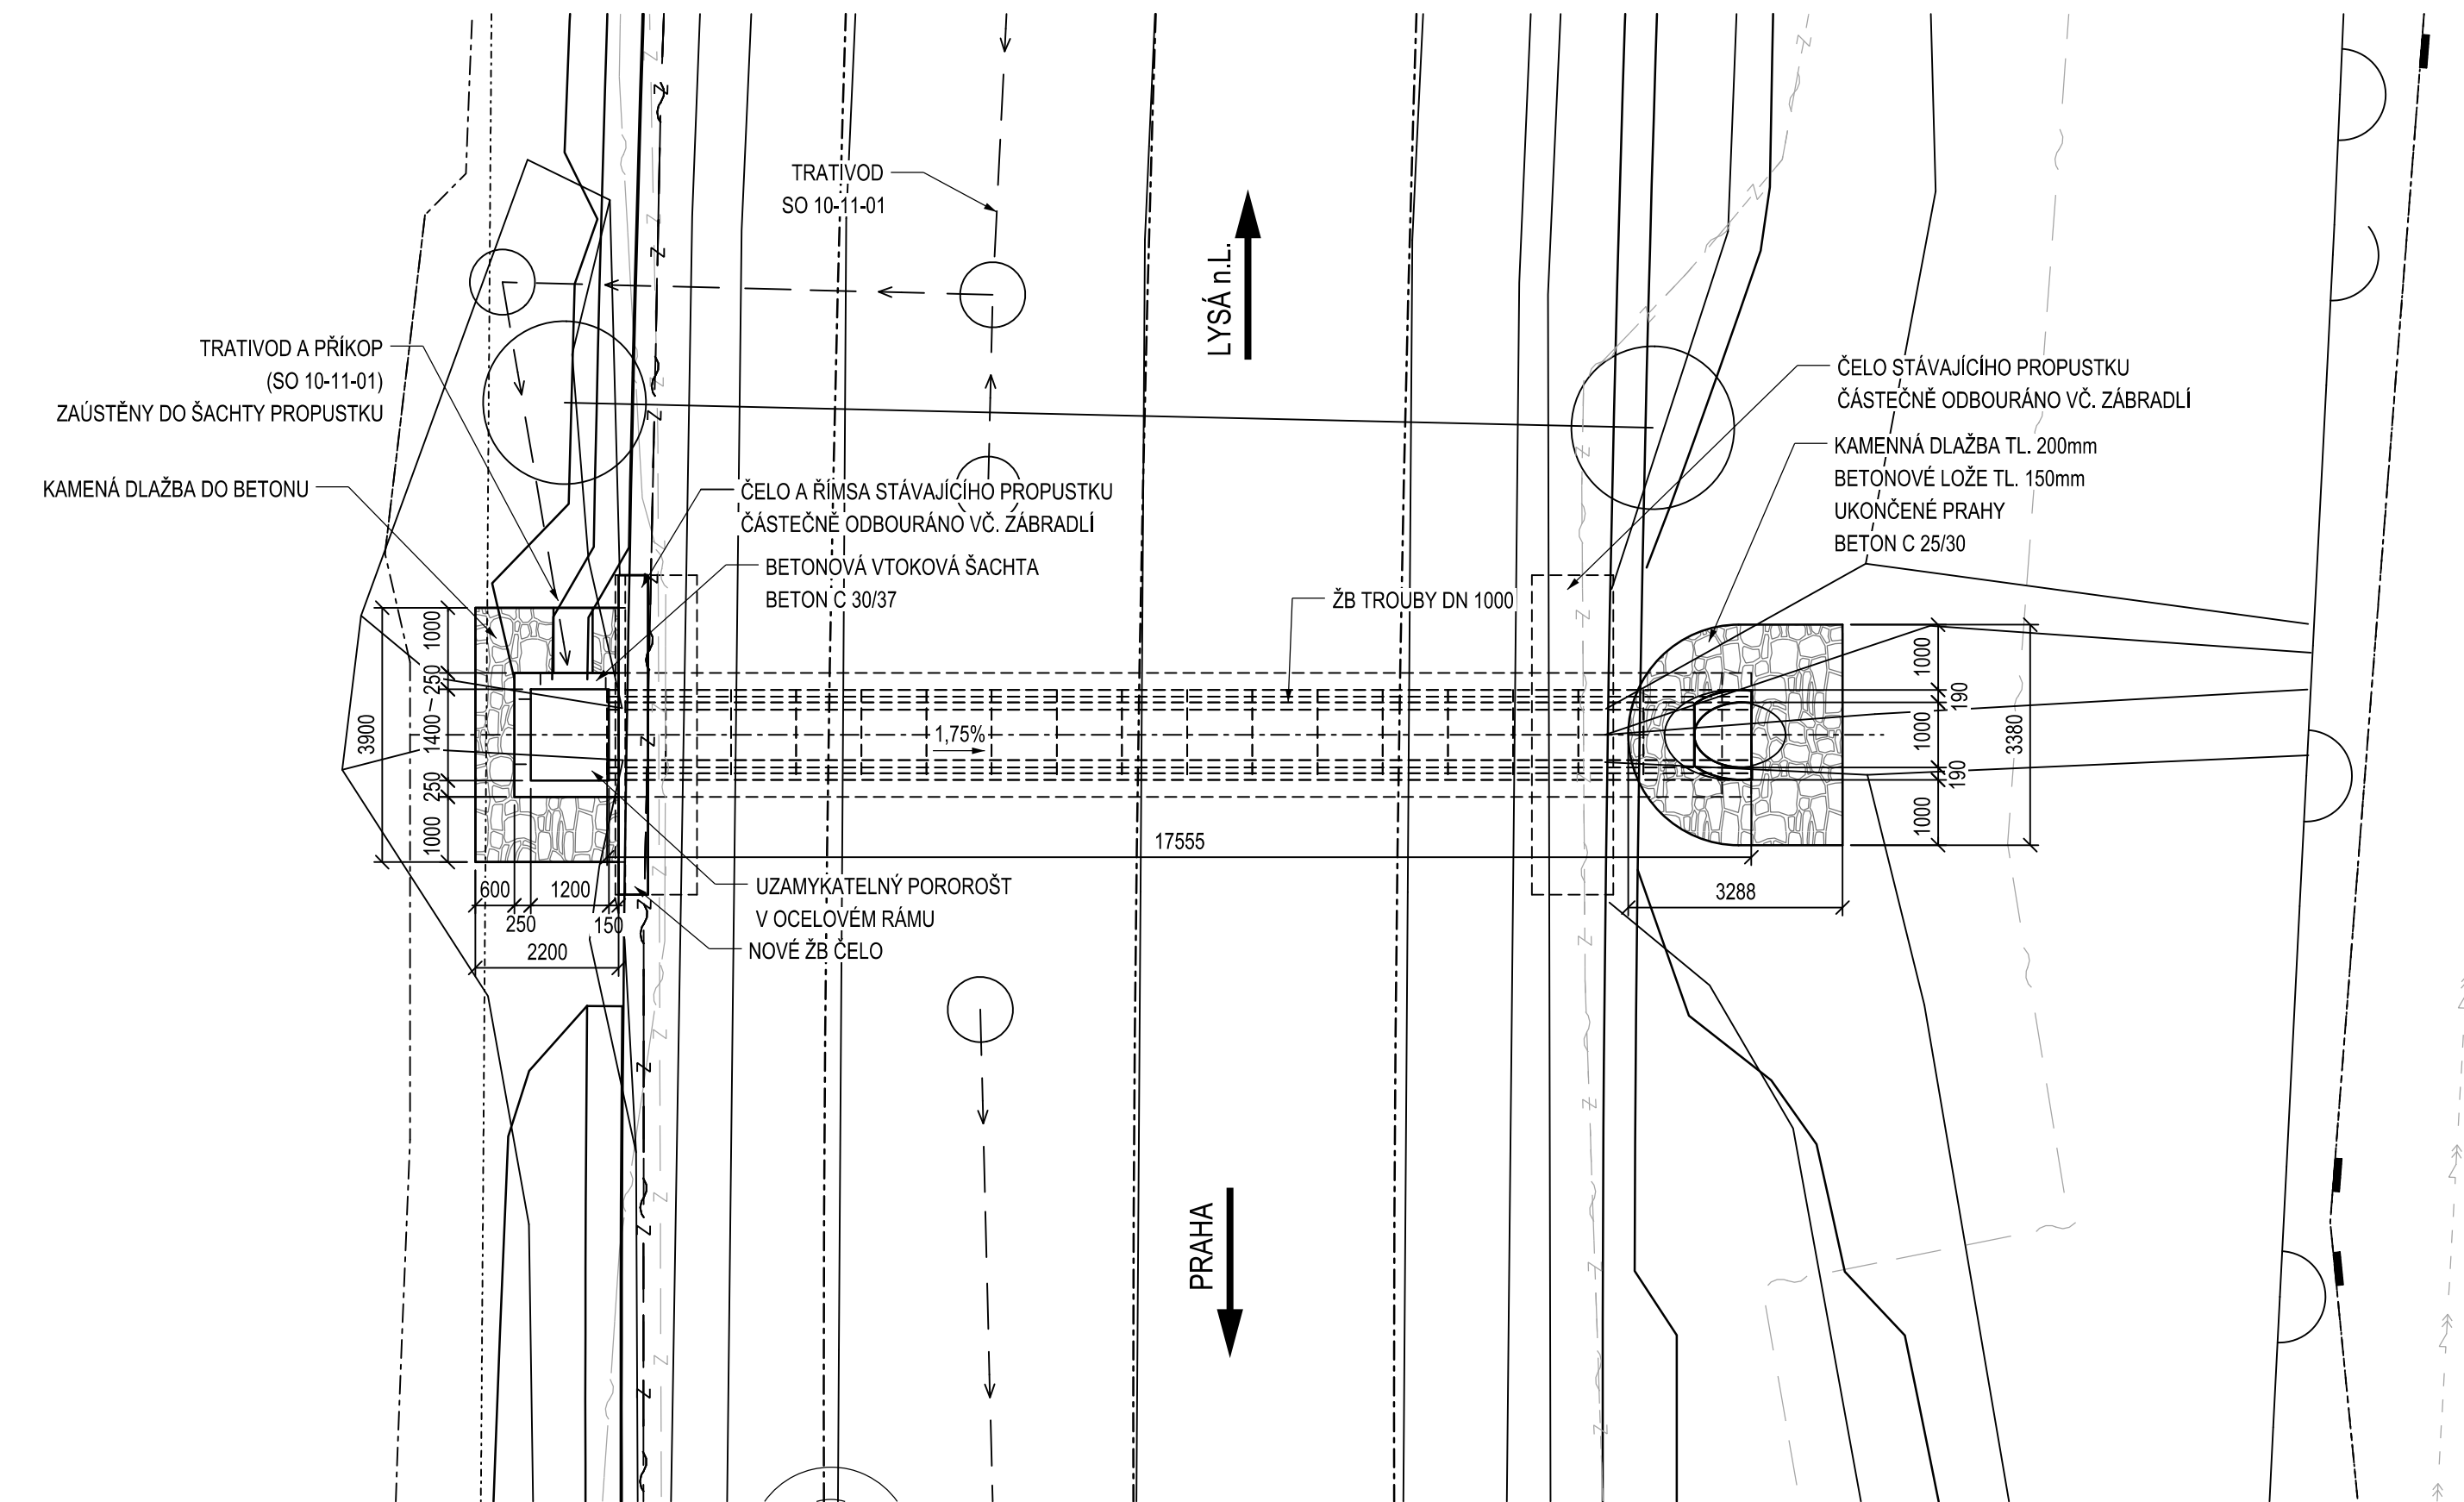 TRATIVOD
SO 10-11-01
LYSÁ n.L.
TRATIVOD A PŘÍKOP
(SO 10-11-01)
ZAÚSTĚNY DO ŠACHTY PROPUSTKU
KAMENÁ DLAŽBA DO BETONU
ČELO A ŘÍMSA STÁVAJÍCÍHO PROPUSTKU
ČÁSTEČNĚ ODBOURÁNO VČ. ZÁBRADLÍ
BETONOVÁ VTOKOVÁ ŠACHTA
BETON C 30/37
ŽB TROUBY DN 1000
ČELO STÁVAJÍCÍHO PROPUSTKU
ČÁSTEČNĚ ODBOURÁNO VČ. ZÁBRADLÍ
KAMENNÁ DLAŽBA TL. 200mm
BETONOVÉ LOŽE TL. 150mm
UKONČENÉ PRAHY
BETON C 25/30
3900
1000
250
1400
250
1000
1,75%
17555
1000
190
1000
190
1000
3380
3288
600
1200
250
150
2200
UZAMYKATELNÝ POROROŠT
V OCELOVÉM RÁMU
NOVÉ ŽB ČELO
PRAHA